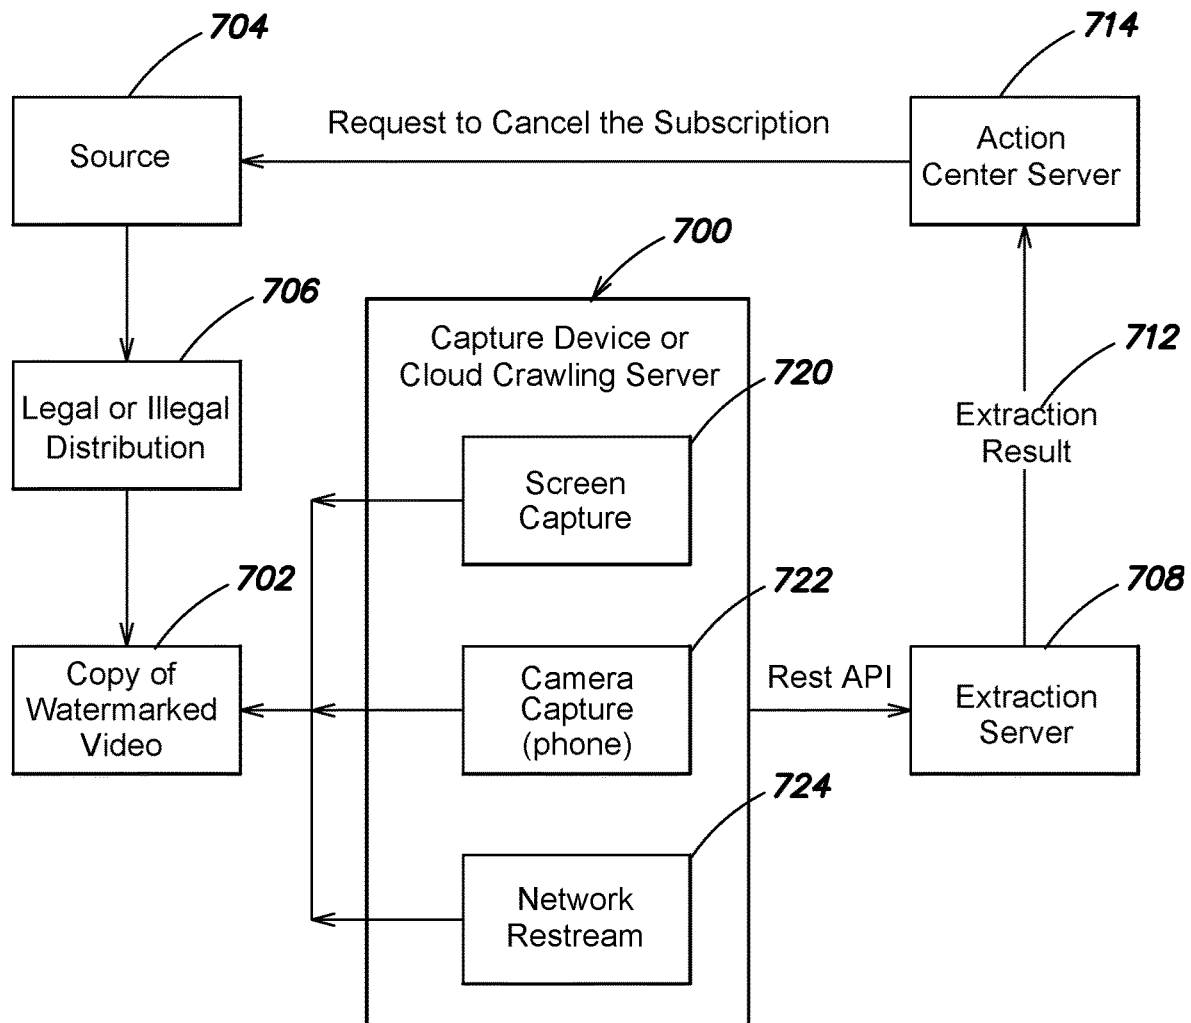 704
714
Source
Request to Cancel the Subscription
Action
Center Server
700
706
Capture Device or
Cloud Crawling Server
712
720
Legal or Illegal
Distribution
Extraction
Result
Screen
Capture
702
722
708
Copy of
Watermarked
Video
Camera
Capture
(phone)
Rest API
Extraction
Server
724
Network
Restream